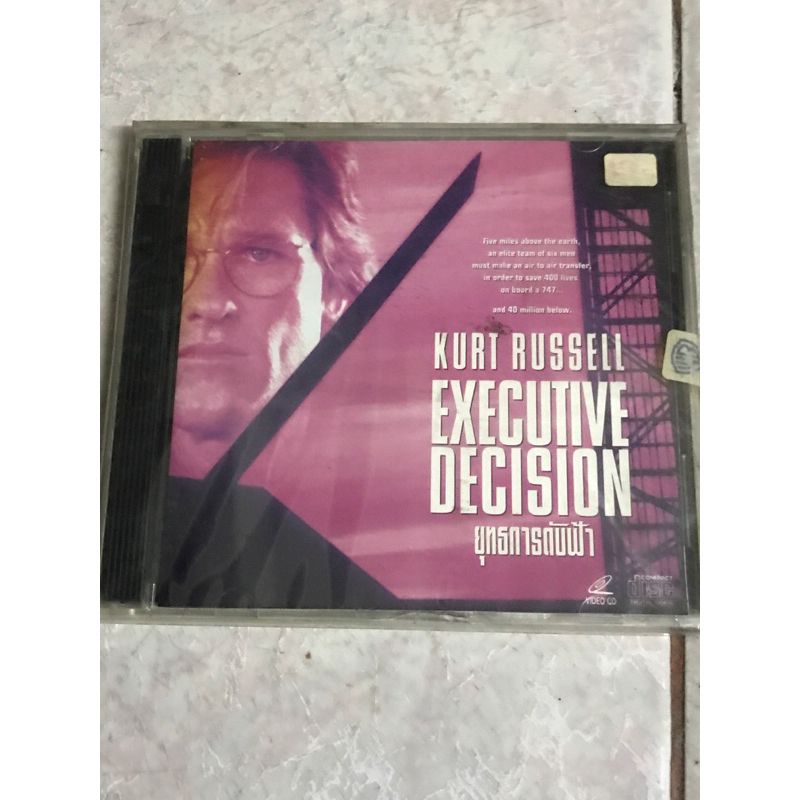 Five miles above the earth,
an elite team of six men
must make an air to air transfer,
in order to save 400 lives
on board a 747...
and 40 million below.
KURT RUSSELL
EXECUTIVE
DECISION
ยุทธการดับฟ้า
VIDEO CD